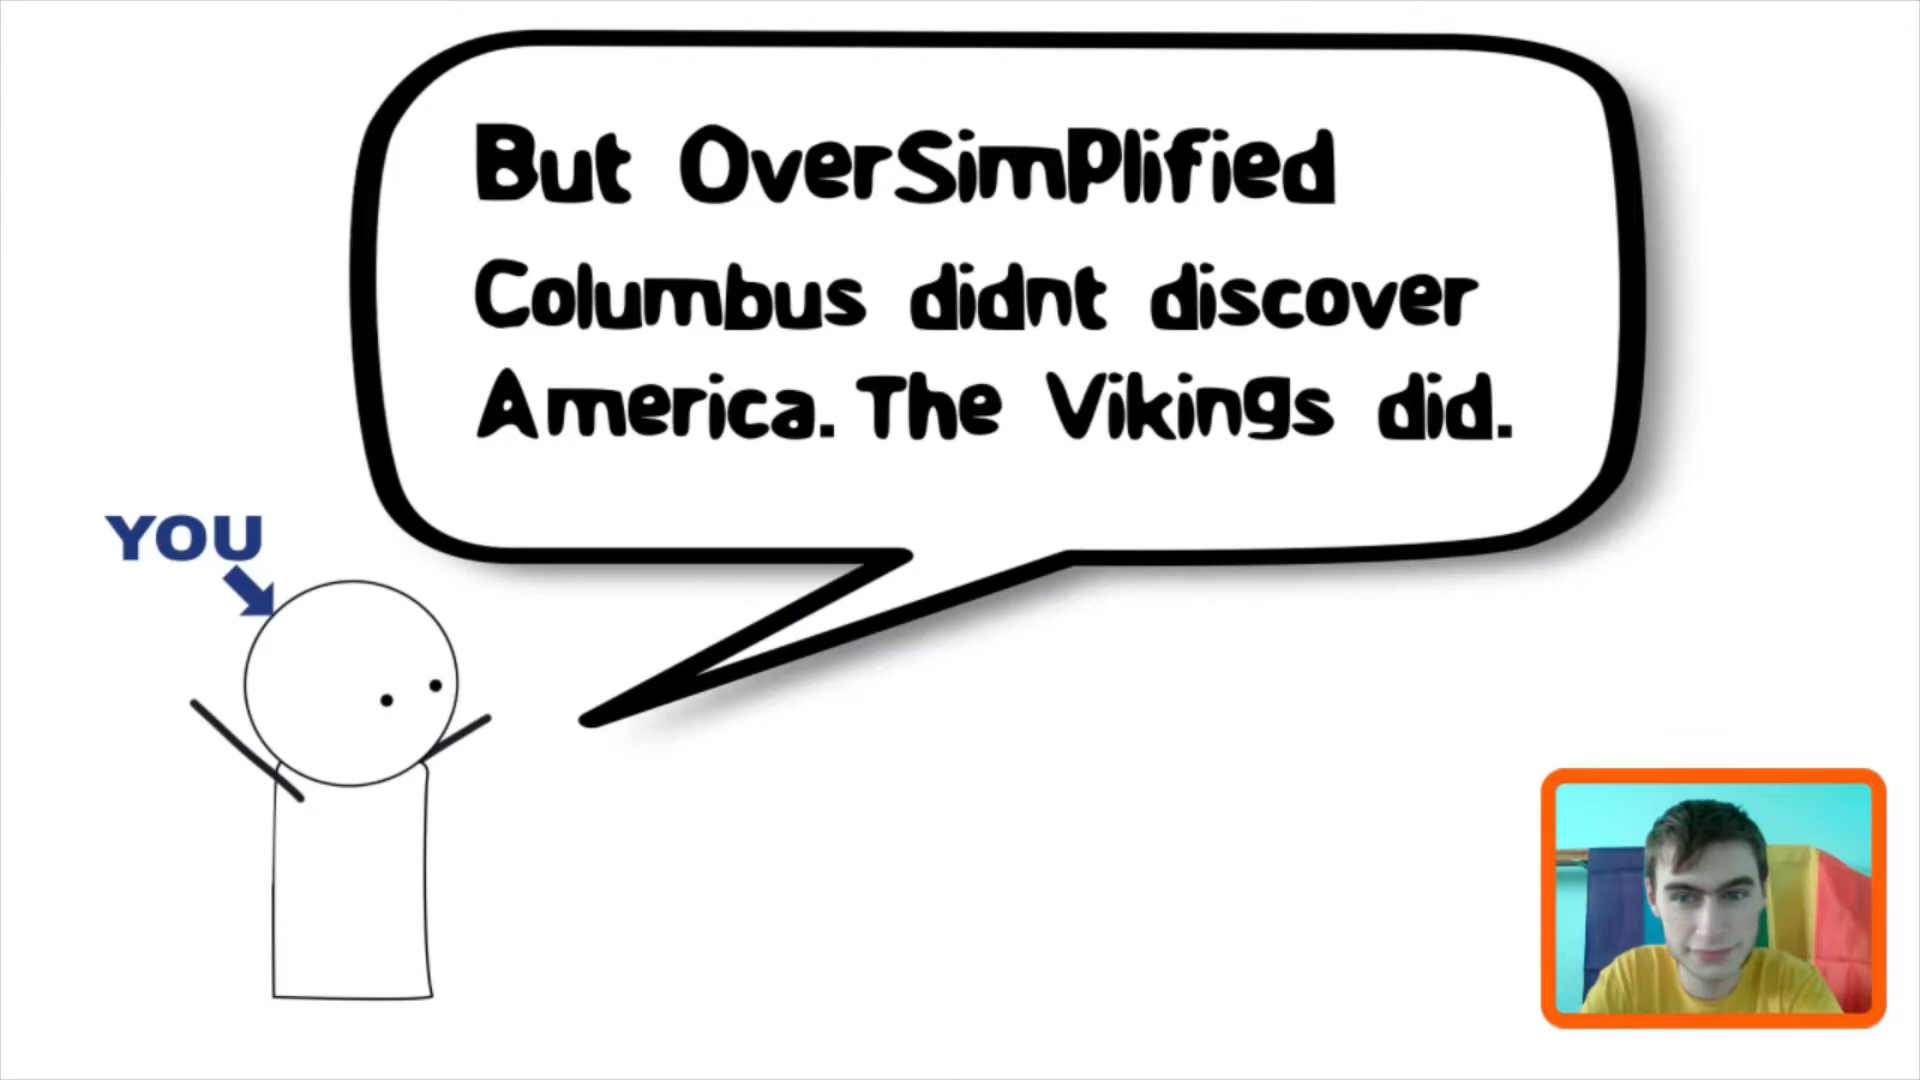 But OverSimplified
Columbus didnt discover
America. The Vikings did.
YOU